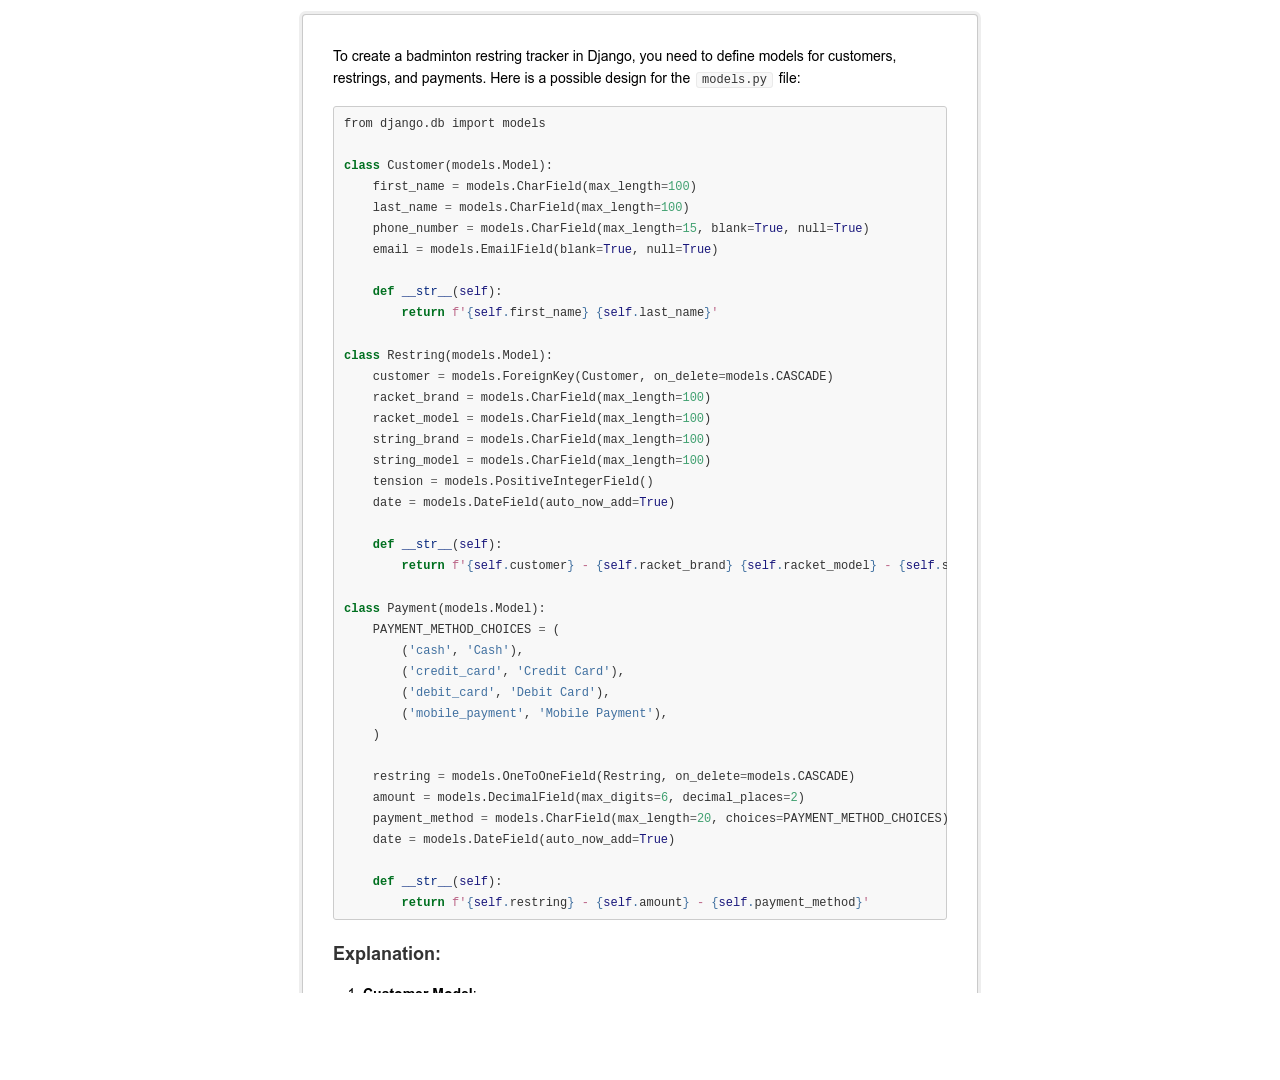 To create a badminton restring tracker in Django, you need to define models for customers,
restrings, and payments. Here is a possible design for the models.py file:
from django.db import models
class Customer(models.Model):
    first_name = models.CharField(max_length=100)
    last_name = models.CharField(max_length=100)
    phone_number = models.CharField(max_length=15, blank=True, null=True)
    email = models.EmailField(blank=True, null=True)
    def __str__(self):
        return f'{self.first_name} {self.last_name}'
class Restring(models.Model):
    customer = models.ForeignKey(Customer, on_delete=models.CASCADE)
    racket_brand = models.CharField(max_length=100)
    racket_model = models.CharField(max_length=100)
    string_brand = models.CharField(max_length=100)
    string_model = models.CharField(max_length=100)
    tension = models.PositiveIntegerField()
    date = models.DateField(auto_now_add=True)
    def __str__(self):
        return f'{self.customer} - {self.racket_brand} {self.racket_model} - {self.s
class Payment(models.Model):
    PAYMENT_METHOD_CHOICES = (
        ('cash', 'Cash'),
        ('credit_card', 'Credit Card'),
        ('debit_card', 'Debit Card'),
        ('mobile_payment', 'Mobile Payment'),
    )
    restring = models.OneToOneField(Restring, on_delete=models.CASCADE)
    amount = models.DecimalField(max_digits=6, decimal_places=2)
    payment_method = models.CharField(max_length=20, choices=PAYMENT_METHOD_CHOICES)
    date = models.DateField(auto_now_add=True)
    def __str__(self):
        return f'{self.restring} - {self.amount} - {self.payment_method}'
Explanation:
1. Customer Model: